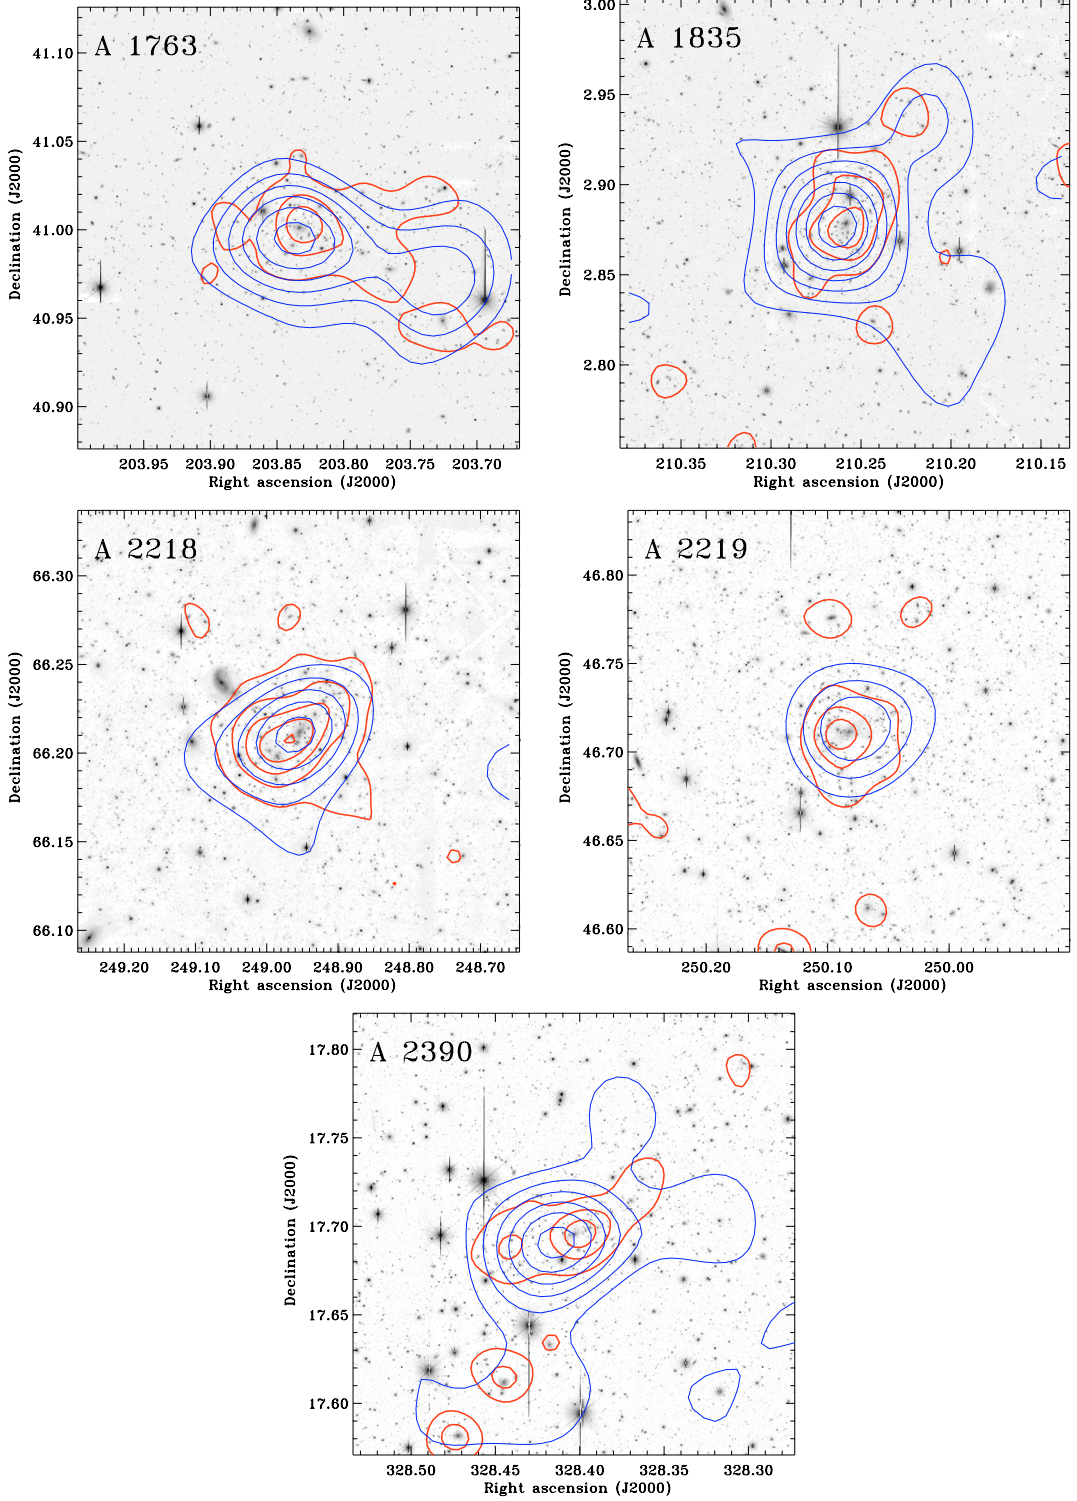 A 1763
41.10
41.05
41.00
40.95
40.90
203.95 203.90 203.85 203.80 203.75 203.70
Right ascension (J2000)
Declination (J2000)
A 1835
3.00
2.95
2.90
2.85
2.80
210.35 210.30 210.25 210.20 210.15
Right ascension (J2000)
Declination (J2000)
A 2218
66.30
66.25
66.20
66.15
66.10
249.20 249.10 249.00 248.90 248.80 248.70
Right ascension (J2000)
Declination (J2000)
A 2219
46.80
46.75
46.70
46.65
46.60
250.20 250.10 250.00
Right ascension (J2000)
Declination (J2000)
A 2390
17.80
17.75
17.70
17.65
17.60
328.50 328.45 328.40 328.35 328.30
Right ascension (J2000)
Declination (J2000)